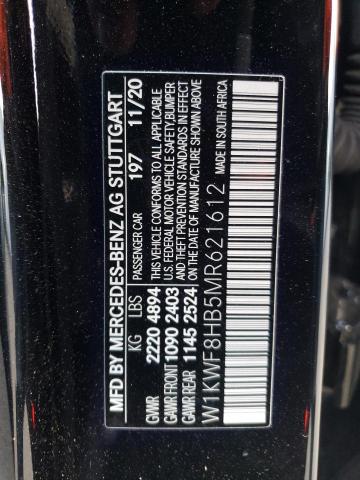 MFD BY MERCEDES-BENZ AG STUTTGART
KG LBS PASSENGER CAR 197 11/20
GVWR 2220 4894
GAWR FRONT 1090 2403
GAWR REAR 1145 2524
THIS VEHICLE CONFORMS TO ALL APPLICABLE
U.S. FEDERAL MOTOR VEHICLE SAFETY,BUMPER
AND THEFT PREVENTION STANDARDS IN EFFECT
ON THE DATE OF MANUFACTURE SHOWN ABOVE
W1KWF8HB5MR621612
MADE IN SOUTH AFRICA